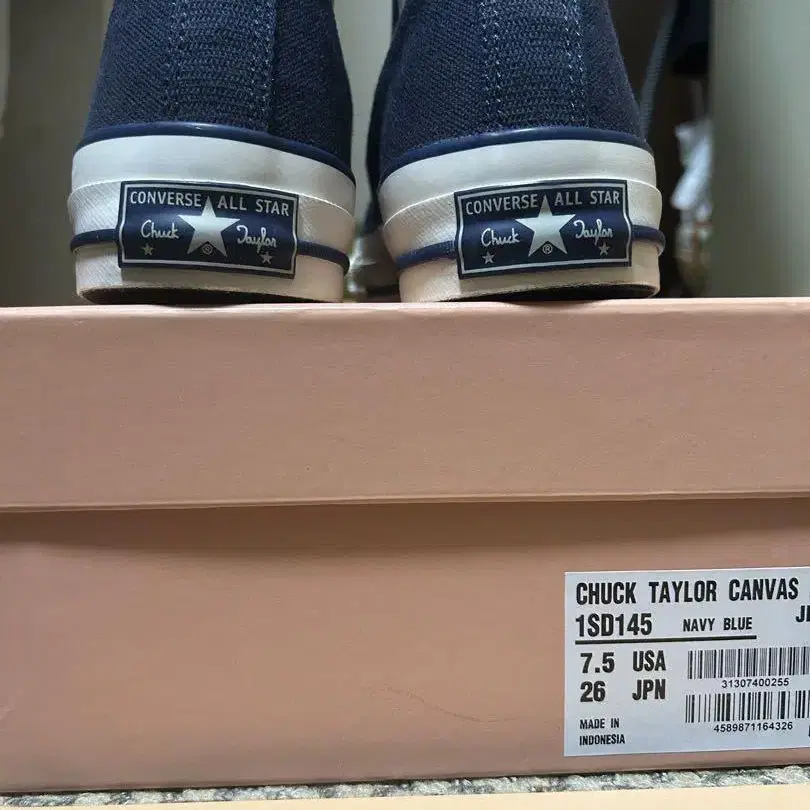 CONVERSE ALL STAR
Chuck Taylor
®
CONVERSE ALL STAR
Chuck Taylor
®
CHUCK TAYLOR CANVAS
1SD145 NAVY BLUE
7.5 USA
31307400255
26 JPN
4589871164326
MADE IN
INDONESIA